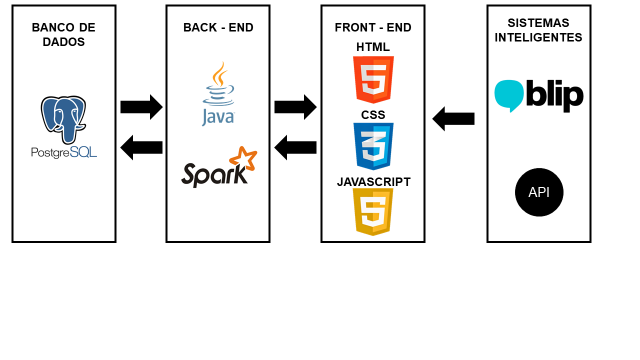 BANCO DE
DADOS
PostgreSQL
BACK - END
Java
Spark
FRONT - END
HTML
5
CSS
3
JAVASCRIPT
5
SISTEMAS
INTELIGENTES
blip
API